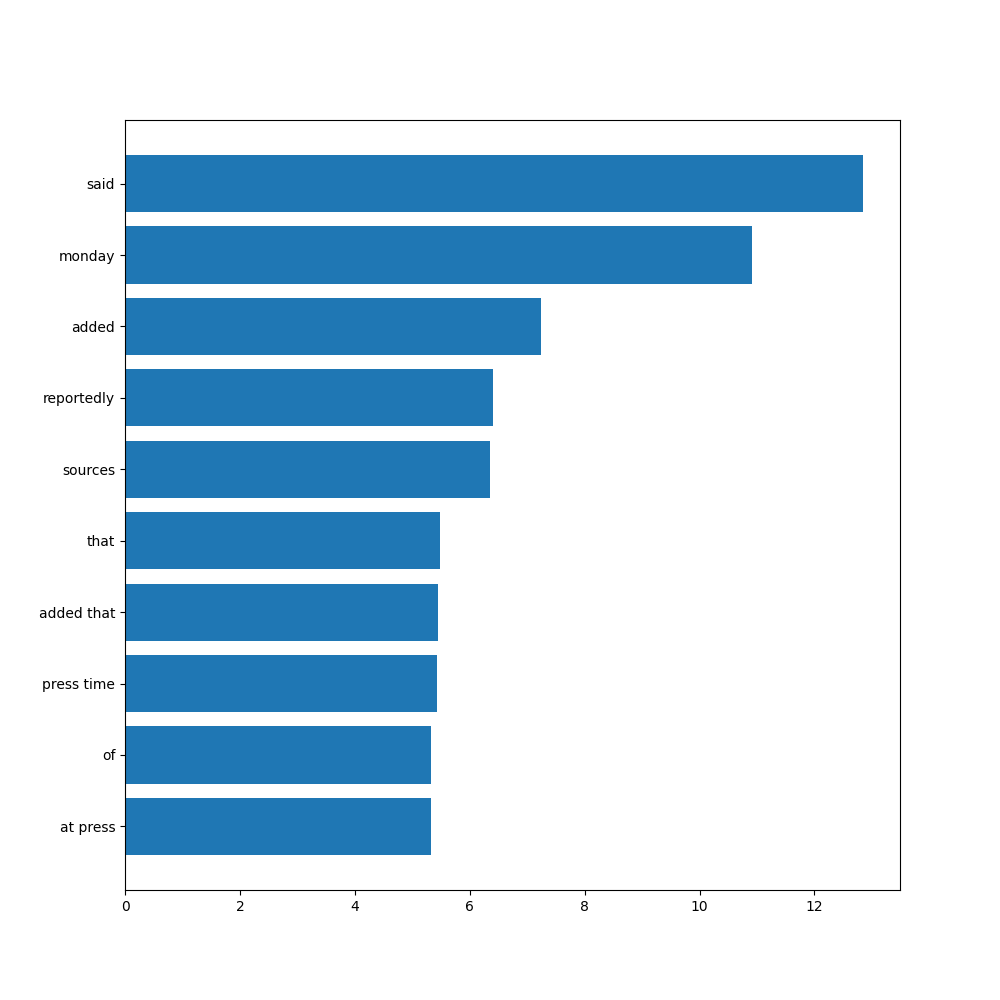 said
monday
added
reportedly
sources
that
added that
press time
of
at press
0 2 4 6 8 10 12